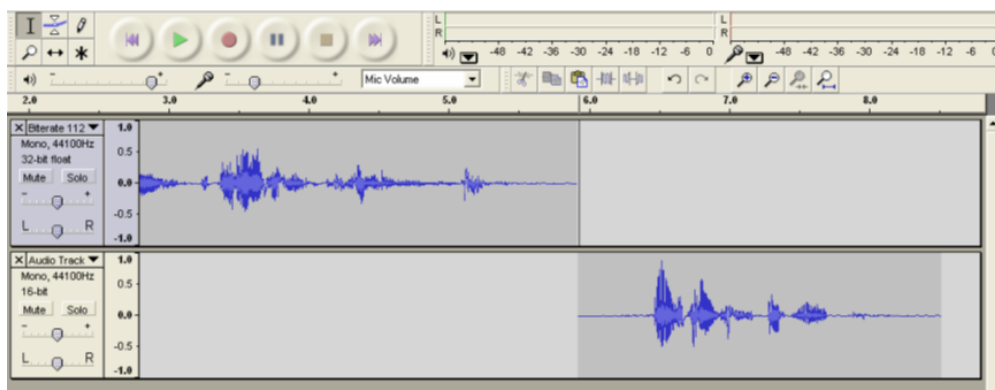 L
R
-48 -42 -36 -30 -24 -18 -12 -6 0
L
R
-48 -42 -36 -30 -24 -18 -12 -6 0
- +
- +
Mic Volume
2.0 3.0 4.0 5.0 6.0 7.0 8.0
X Biterate 112
Mono, 44100Hz
32-bit float
Mute Solo
- +
L R
1.0
0.5
0.0
-0.5
-1.0
X Audio Track
Mono, 44100Hz
16-bit
Mute Solo
- +
L R
1.0
0.5
0.0
-0.5
-1.0